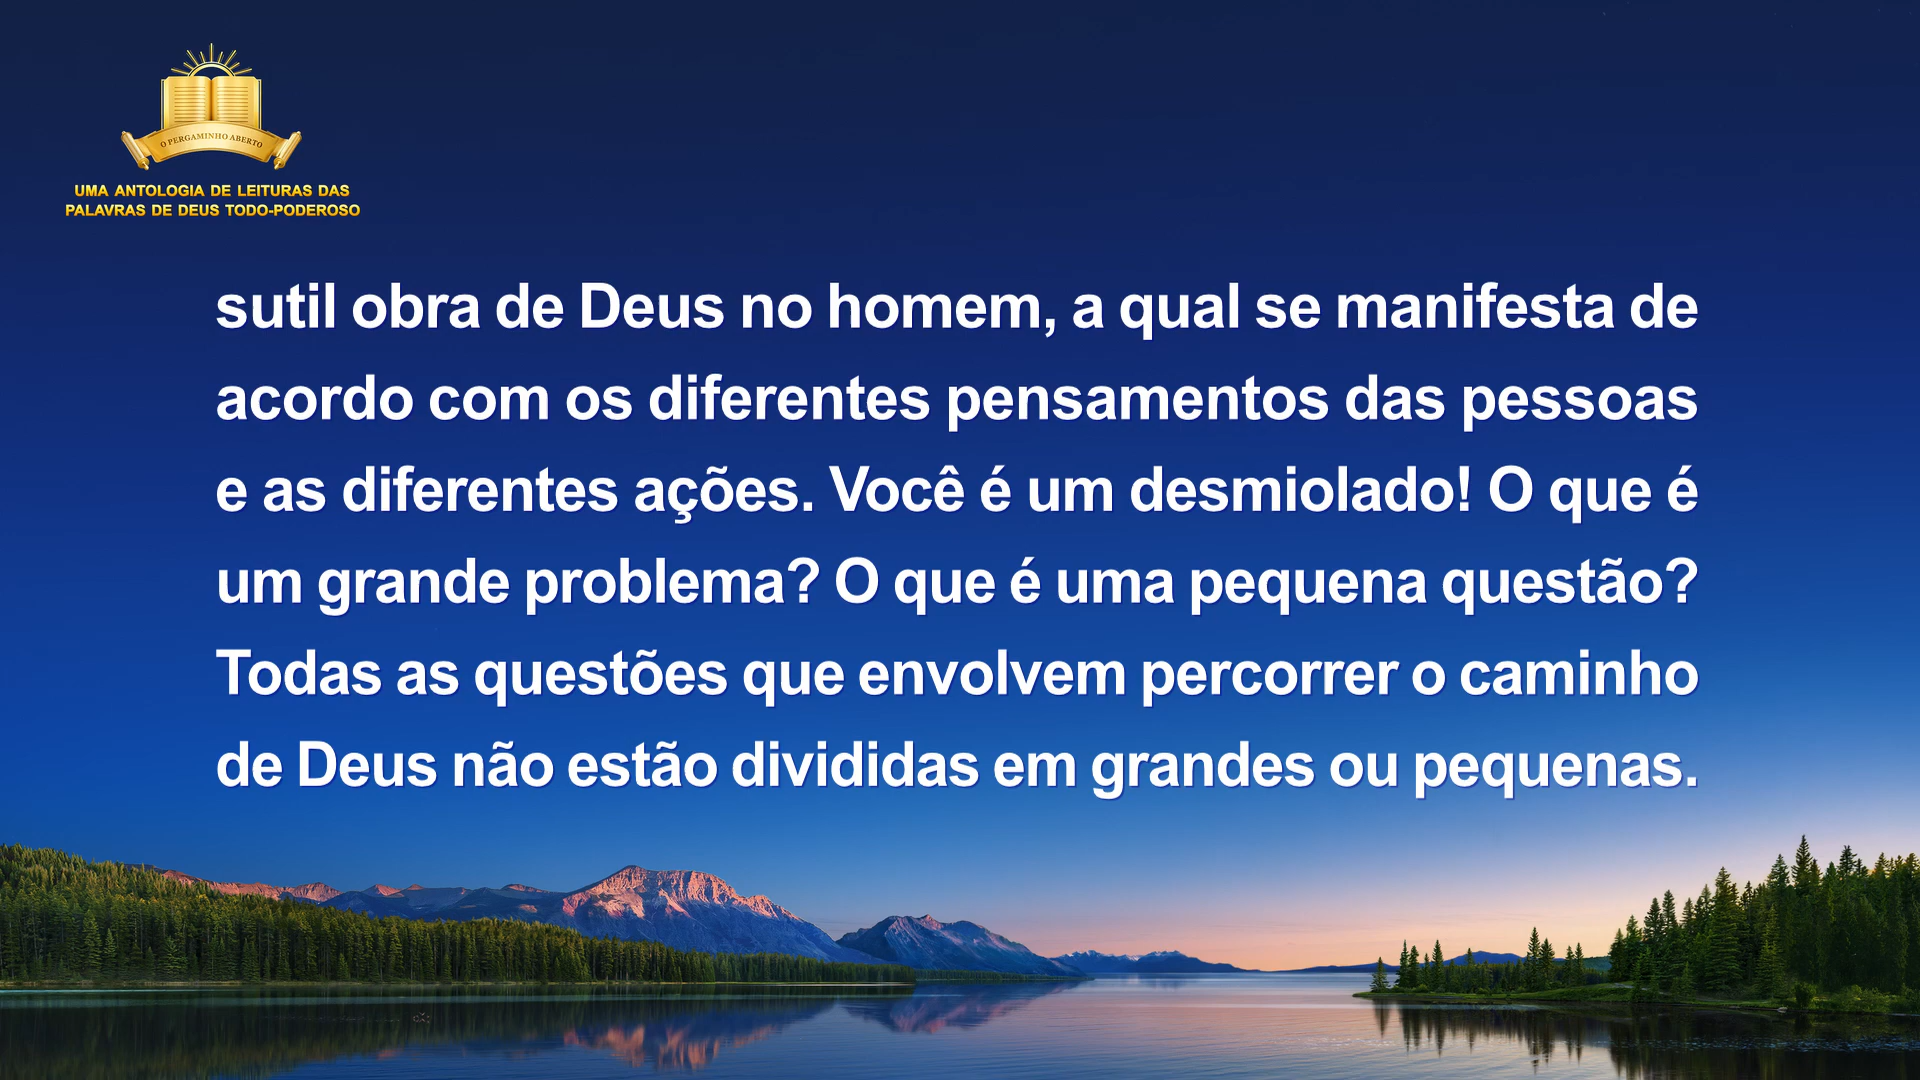 O PERGAMINHO ABERTO
UMA ANTOLOGIA DE LEITURAS DAS
PALAVRAS DE DEUS TODO-PODEROSO
sutil obra de Deus no homem, a qual se manifesta de
acordo com os diferentes pensamentos das pessoas
e as diferentes ações. Você é um desmiolado! O que é
um grande problema? O que é uma pequena questão?
Todas as questões que envolvem percorrer o caminho
de Deus não estão divididas em grandes ou pequenas.